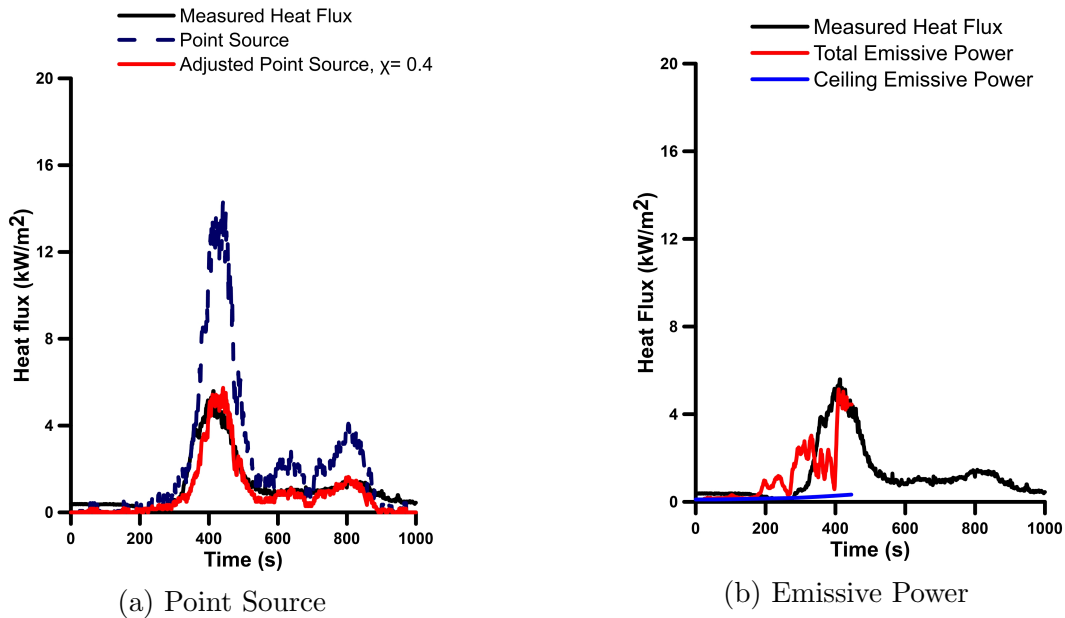 Measured Heat Flux
Point Source
Adjusted Point Source, χ= 0.4
20
16
12
8
4
0
Heat flux (kW/m2)
0 200 400 600 800 1000
Time (s)
(a) Point Source
Measured Heat Flux
Total Emissive Power
Ceiling Emissive Power
20
16
12
8
4
0
Heat Flux (kW/m2)
0 200 400 600 800 1000
Time (s)
(b) Emissive Power